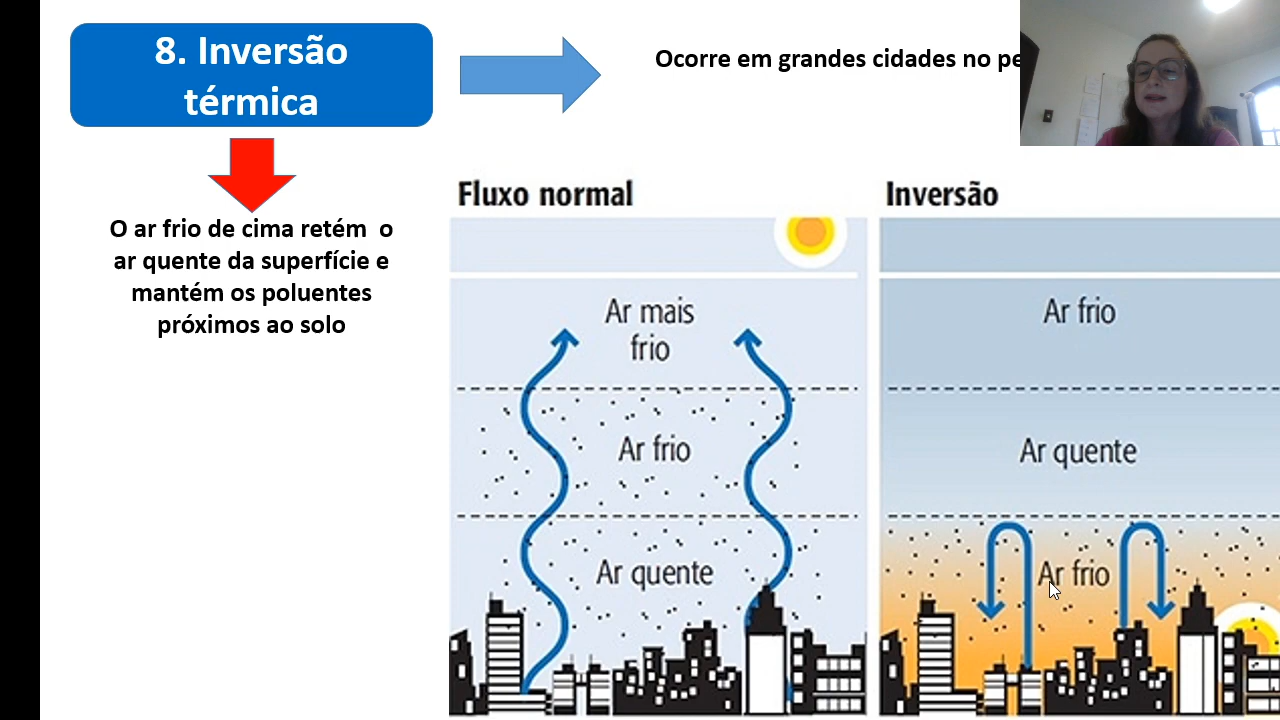 8. Inversão
térmica
Ocorre em grandes cidades no
O ar frio de cima retém o
ar quente da superfície e
mantém os poluentes
próximos ao solo
Fluxo normal
Ar mais
frio
Ar frio
Ar quente
Inversão
Ar frio
Ar quente
Ar frio